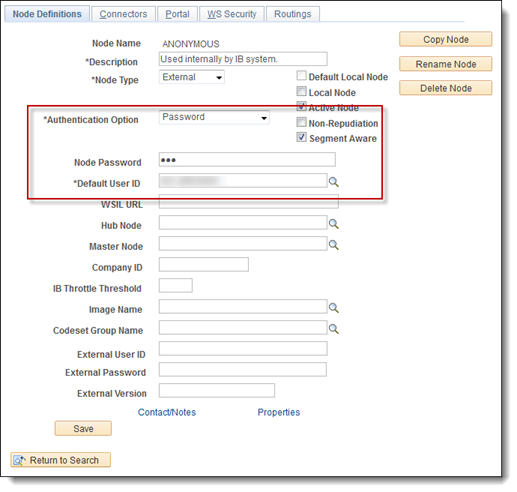 Node Definitions
Connectors
Portal
WS Security
Routings
Node Name ANONYMOUS
*Description Used internally by IB system.
*Node Type External
Default Local Node
Local Node
Active Node
Non-Repudiation
Segment Aware
*Authentication Option Password
Node Password •••
*Default User ID
WSIL URL
Hub Node
Master Node
Company ID
IB Throttle Threshold
Image Name
Codeset Group Name
External User ID
External Password
External Version
Contact/Notes
Properties
Save
Return to Search
Copy Node
Rename Node
Delete Node